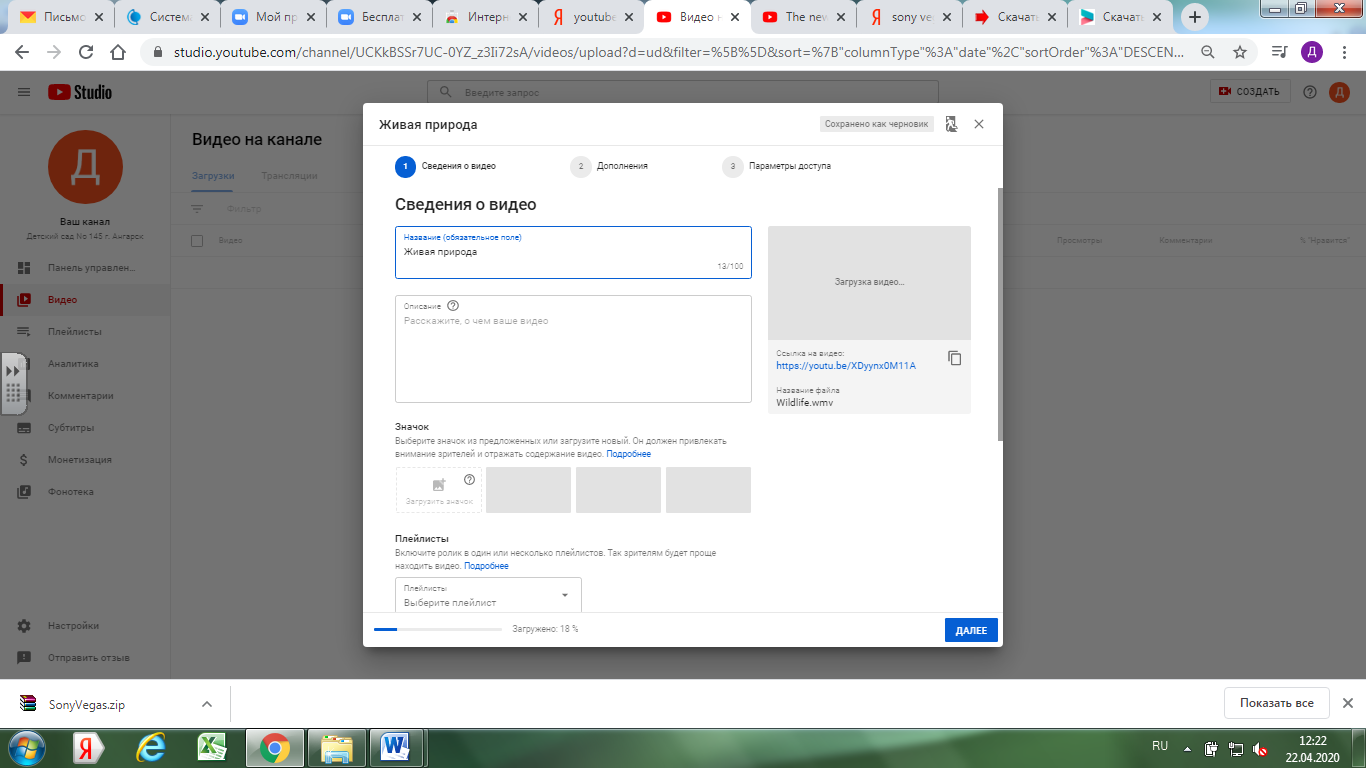 Письмо
Систем
Мой пр
Бесплат
Интерн
youtube
Видео н
The new
sony ve
Скачать
Скачать
studio.youtube.com/channel/UCKkBSSr7UC-0YZ_z3Ii72sA/videos/upload?d=ud&filter=%5B%5D&sort=%7B"columnType"%3A"date"%2C"sortOrder"%3A"DESCEN...
Д
Studio
Введите запрос
СОЗДАТЬ
Д
Д
Ваш канал
Детский сад No 145 г. Ангарск
Панель управлен...
Видео
Плейлисты
Аналитика
Комментарии
Субтитры
Монетизация
Фонотека
Настройки
Отправить отзыв
Видео на канале
Загрузки
Трансляции
Фильтр
Видео
Просмотры
Комментарии
% "Нравится"
Живая природа
Сохранено как черновик
1 Сведения о видео
2 Дополнения
3 Параметры доступа
Сведения о видео
Название (обязательное поле)
Живая природа
13/100
Описание
Расскажите, о чем ваше видео
Загрузка видео...
Ссылка на видео:
https://youtu.be/XDyynx0M11A
Название файла
Wildlife.wmv
Значок
Выберите значок из предложенных или загрузите новый. Он должен привлекать
внимание зрителей и отражать содержание видео. Подробнее
Загрузить значок
Плейлисты
Включите ролик в один или несколько плейлистов. Так зрителям будет проще
находить видео. Подробнее
Плейлисты
Выберите плейлист
Загружено: 18 %
ДАЛЕЕ
SonyVegas.zip
Показать все
RU
12:22
22.04.2020